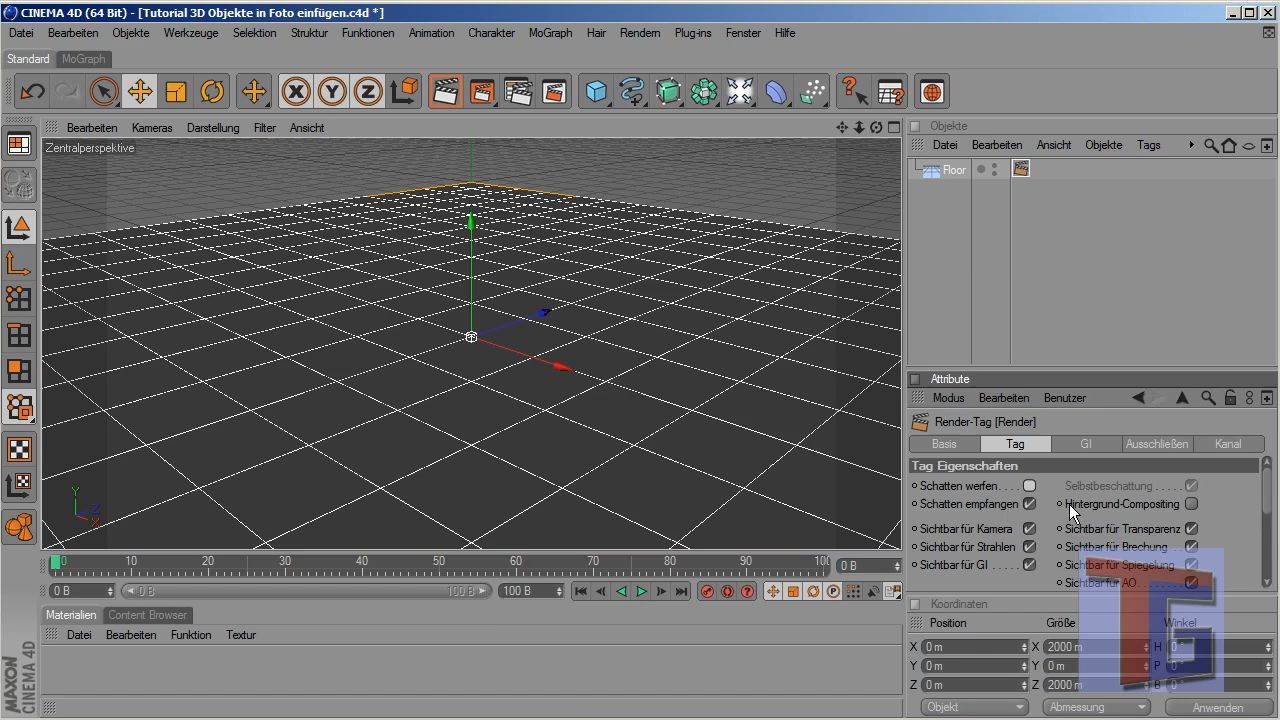 CINEMA 4D (64 Bit) - [Tutorial 3D Objekte in Foto einfügen.c4d *]
Datei Bearbeiten Objekte Werkzeuge Selektion Struktur Funktionen Animation Charakter MoGraph Hair Rendern Plug-ins Fenster Hilfe
Standard MoGraph
Bearbeiten Kameras Darstellung Filter Ansicht
Zentralperspektive
Y
Z
X
0 10 20 30 40 50 60 70 80 90 100 0 B
0 B 0 B 100 B 100 B
Materialien Content Browser
Datei Bearbeiten Funktion Textur
MAXON
CINEMA 4D
Objekte
Datei Bearbeiten Ansicht Objekte Tags
Floor
Attribute
Modus Bearbeiten Benutzer
Render-Tag [Render]
Basis Tag GI Ausschließen Kanal
Tag Eigenschaften
Schatten werfen. . . . Selbstbeschattung . . . . .
Schatten empfangen Hintergrund-Compositing
Sichtbar für Kamera Sichtbar für Transparenz
Sichtbar für Strahlen Sichtbar für Brechung
Sichtbar für GI Sichtbar für Spiegelung
Sichtbar für AO
Koordinaten
Position Größe Winkel
X 0 m X 2000 m H 0 °
Y 0 m Y 0 m P 0 °
Z 0 m Z 2000 m B 0 °
Objekt Abmessung Anwenden
TG